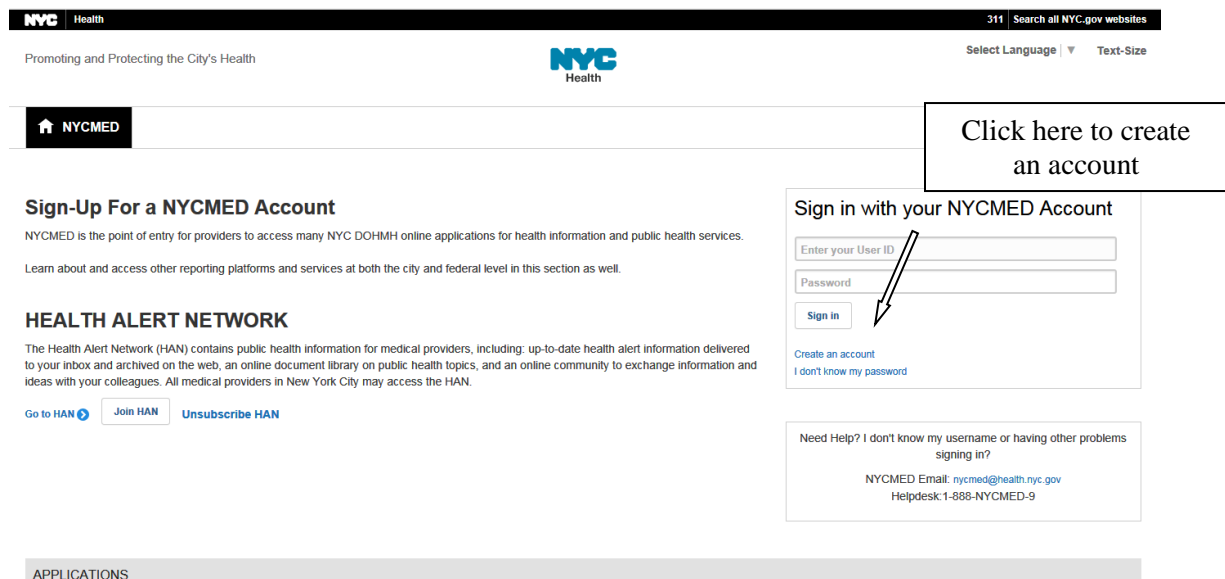 NYC Health
311 Search all NYC.gov websites
Promoting and Protecting the City's Health
NYC
Health
Select Language ▼ Text-Size
NYCMED
Click here to create
an account
Sign-Up For a NYCMED Account
NYCMED is the point of entry for providers to access many NYC DOHMH online applications for health information and public health services.
Learn about and access other reporting platforms and services at both the city and federal level in this section as well.
HEALTH ALERT NETWORK
The Health Alert Network (HAN) contains public health information for medical providers, including: up-to-date health alert information delivered
to your inbox and archived on the web, an online document library on public health topics, and an online community to exchange information and
ideas with your colleagues. All medical providers in New York City may access the HAN.
Go to HAN Join HAN Unsubscribe HAN
Sign in with your NYCMED Account
Enter your User ID
Password
Sign in
Create an account
I don't know my password
Need Help? I don't know my username or having other problems
signing in?
NYCMED Email: nycmed@health.nyc.gov
Helpdesk:1-888-NYCMED-9
APPLICATIONS